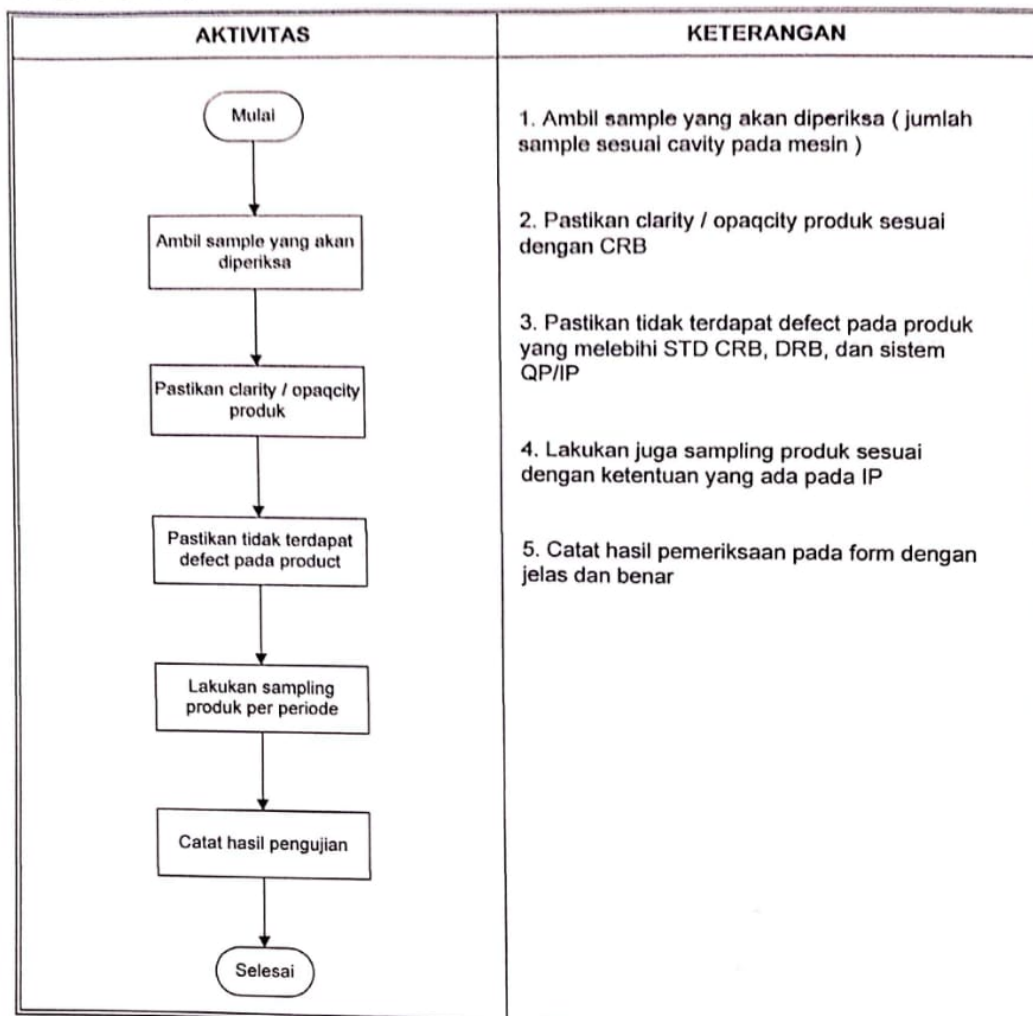 AKTIVITAS
KETERANGAN
Mulai
Ambil sample yang akan
diperiksa
Pastikan clarity / opaqcity
produk
Pastikan tidak terdapat
defect pada product
Lakukan sampling
produk per periode
Catat hasil pengujian
Selesai
1. Ambil sample yang akan diperiksa ( jumlah
sample sesuai cavity pada mesin )
2. Pastikan clarity / opaqcity produk sesuai
dengan CRB
3. Pastikan tidak terdapat defect pada produk
yang melebihi STD CRB, DRB, dan sistem
QP/IP
4. Lakukan juga sampling produk sesuai
dengan ketentuan yang ada pada IP
5. Catat hasil pemeriksaan pada form dengan
jelas dan benar